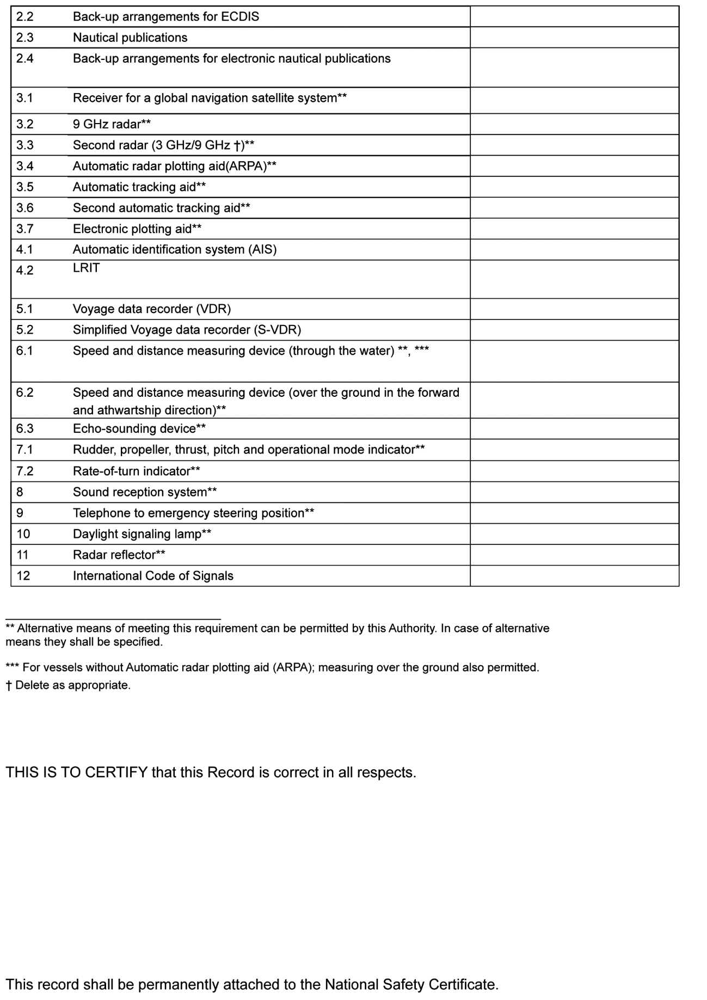 2.2 Back-up arrangements for ECDIS
2.3 Nautical publications
2.4 Back-up arrangements for electronic nautical publications
3.1 Receiver for a global navigation satellite system**
3.2 9 GHz radar**
3.3 Second radar (3 GHz/9 GHz †)**
3.4 Automatic radar plotting aid(ARPA)**
3.5 Automatic tracking aid**
3.6 Second automatic tracking aid**
3.7 Electronic plotting aid**
4.1 Automatic identification system (AIS)
4.2 LRIT
5.1 Voyage data recorder (VDR)
5.2 Simplified Voyage data recorder (S-VDR)
6.1 Speed and distance measuring device (through the water) **, ***
6.2 Speed and distance measuring device (over the ground in the forward
and athwartship direction)**
6.3 Echo-sounding device**
7.1 Rudder, propeller, thrust, pitch and operational mode indicator**
7.2 Rate-of-turn indicator**
8 Sound reception system**
9 Telephone to emergency steering position**
10 Daylight signaling lamp**
11 Radar reflector**
12 International Code of Signals
** Alternative means of meeting this requirement can be permitted by this Authority. In case of alternative
means they shall be specified.
*** For vessels without Automatic radar plotting aid (ARPA); measuring over the ground also permitted.
† Delete as appropriate.
THIS IS TO CERTIFY that this Record is correct in all respects.
This record shall be permanently attached to the National Safety Certificate.